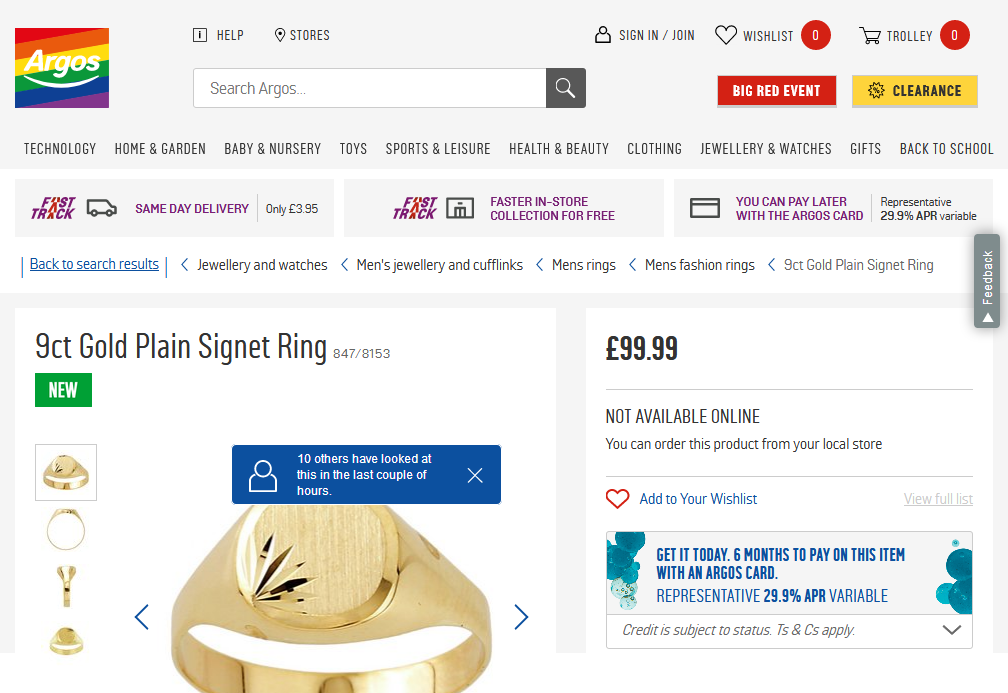 Argos
HELP
STORES
SIGN IN / JOIN
WISHLIST
0
TROLLEY
0
Search Argos...
BIG RED EVENT
CLEARANCE
TECHNOLOGY
HOME & GARDEN
BABY & NURSERY
TOYS
SPORTS & LEISURE
HEALTH & BEAUTY
CLOTHING
JEWELLERY & WATCHES
GIFTS
BACK TO SCHOOL
FAST
TRACK
SAME DAY DELIVERY
Only £3.95
FAST
TRACK
FASTER IN-STORE
COLLECTION FOR FREE
YOU CAN PAY LATER
WITH THE ARGOS CARD
Representative
29.9% APR variable
Back to search results
Jewellery and watches
Men's jewellery and cufflinks
Mens rings
Mens fashion rings
9ct Gold Plain Signet Ring
Feedback
9ct Gold Plain Signet Ring 847/8153
NEW
10 others have looked at
this in the last couple of
hours.
£99.99
NOT AVAILABLE ONLINE
You can order this product from your local store
Add to Your Wishlist
View full list
GET IT TODAY. 6 MONTHS TO PAY ON THIS ITEM
WITH AN ARGOS CARD.
REPRESENTATIVE 29.9% APR VARIABLE
Credit is subject to status. Ts & Cs apply.